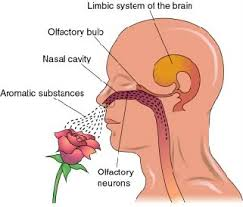 Limbic system of the brain
Olfactory bulb
Nasal cavity
Aromatic substances
Olfactory
neurons